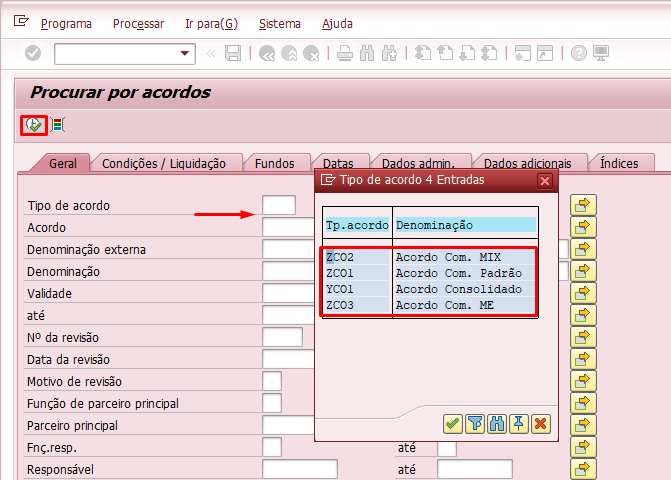 Programa Processar Ir para(G) Sistema Ajuda
Procurar por acordos
Geral Condições / Liquidação Fundos Datas Dados admin. Dados adicionais Índices
Tipo de acordo 4 Entradas
Tp.acordo Denominação
ZCO2 Acordo Com. MIX
ZCO1 Acordo Com. Padrão
YCO1 Acordo Consolidado
ZCO3 Acordo Com. ME
Tipo de acordo
Acordo
Denominação externa
Denominação
Validade
até
Nº da revisão
Data da revisão
Motivo de revisão
Função de parceiro principal
Parceiro principal
Fnç.resp. até
Responsável até